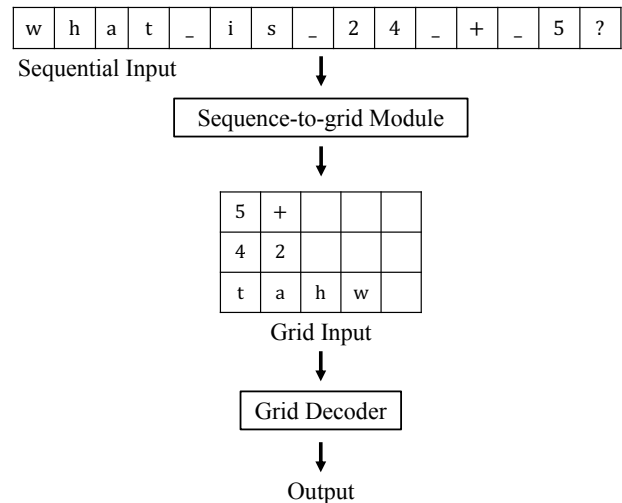 w h a t _ i s _ 2 4 _ + _ 5 ?
Sequential Input
Sequence-to-grid Module
5 +
4 2
t a h w
Grid Input
Grid Decoder
Output